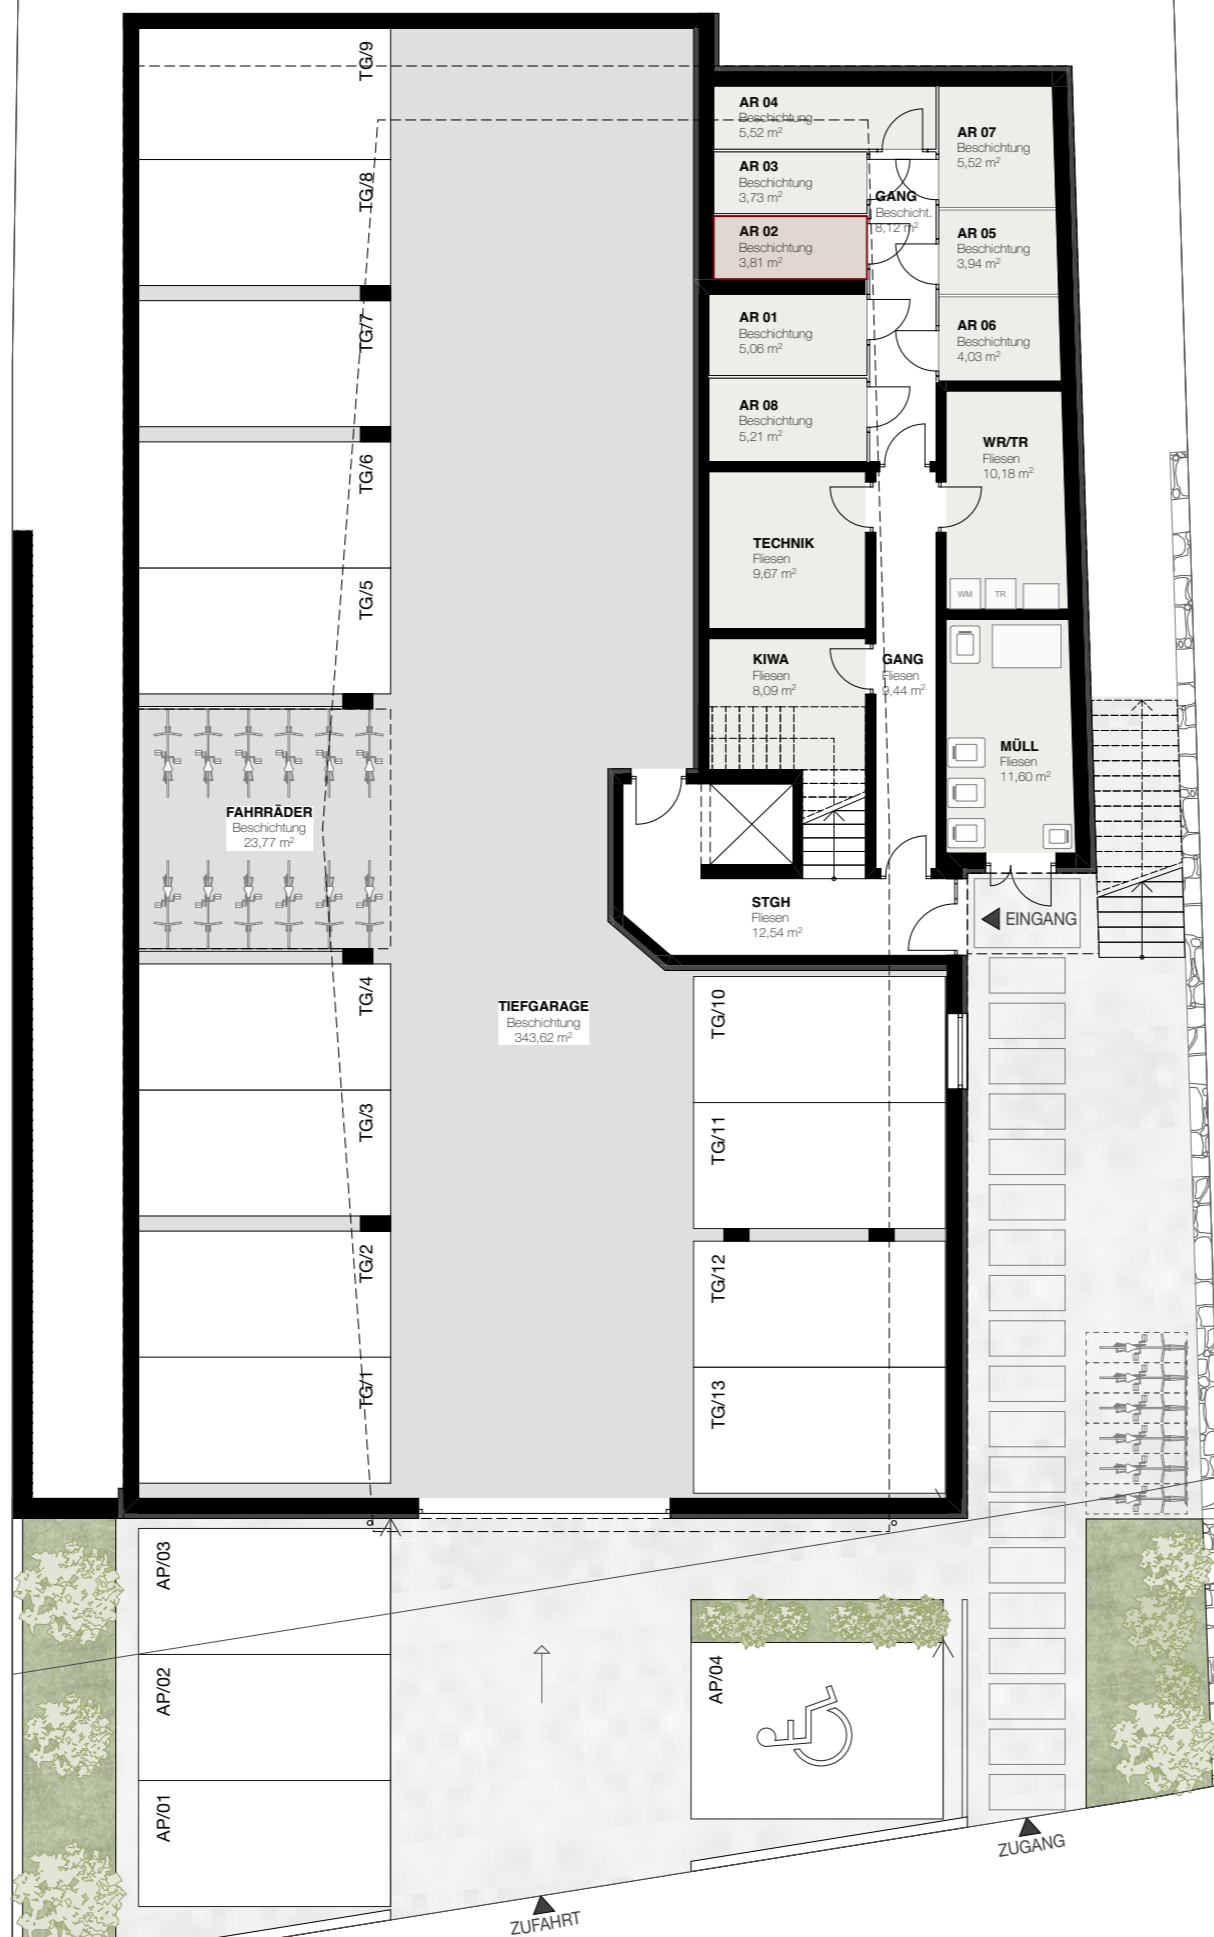 TG/9
TG/8
TG/7
TG/6
TG/5
FAHRRÄDER
Beschichtung
23,77 m²
TG/4
TG/3
TG/2
TG/1
TIEFGARAGE
Beschichtung
343,62 m²
AR 04
Beschichtung
5,52 m²
AR 03
Beschichtung
3,73 m²
AR 02
Beschichtung
3,81 m²
AR 01
Beschichtung
5,06 m²
AR 08
Beschichtung
5,21 m²
GANG
Beschicht.
8,12 m²
AR 07
Beschichtung
5,52 m²
AR 05
Beschichtung
3,94 m²
AR 06
Beschichtung
4,03 m²
WR/TR
Fliesen
10,18 m²
WM
TR
TECHNIK
Fliesen
9,67 m²
KIWA
Fliesen
8,09 m²
GANG
Fliesen
9,44 m²
MÜLL
Fliesen
11,60 m²
STGH
Fliesen
12,54 m²
EINGANG
TG/10
TG/11
TG/12
TG/13
AP/03
AP/02
AP/01
AP/04
ZUFAHRT
ZUGANG